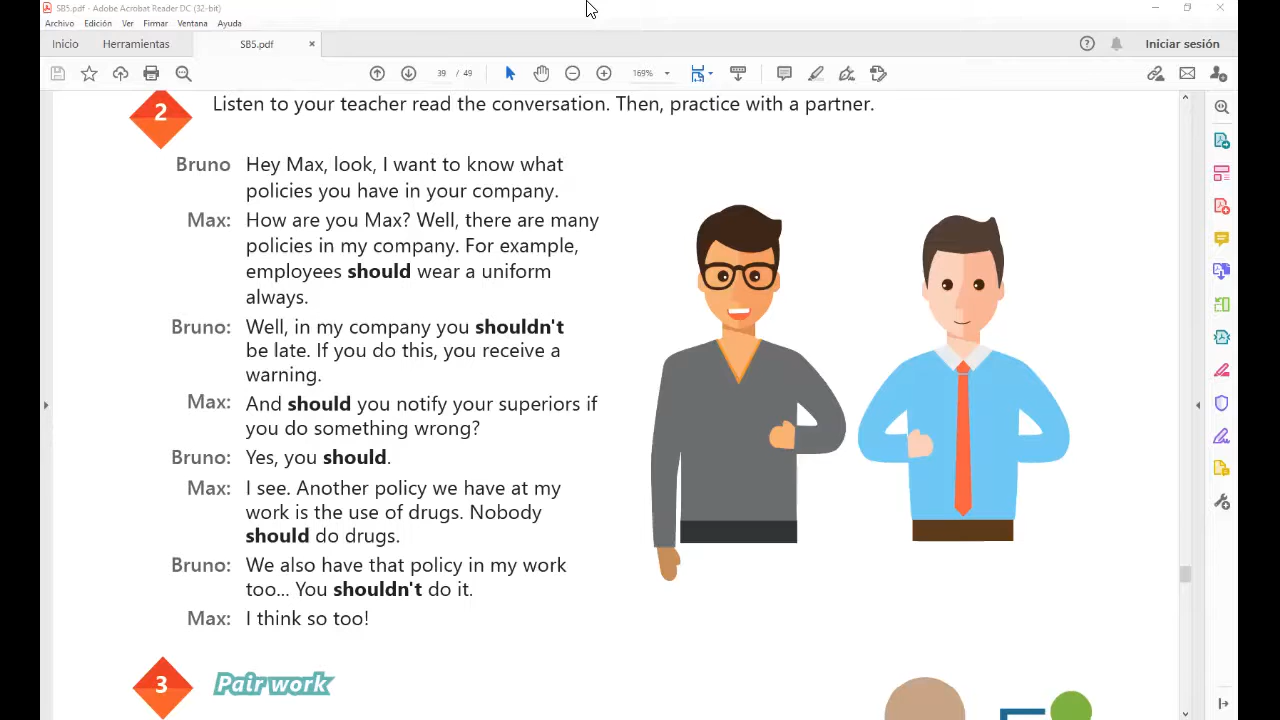 SB5.pdf - Adobe Acrobat Reader DC (32-bit)
Archivo Edición Ver Firmar Ventana Ayuda
Inicio Herramientas SB5.pdf × Iniciar sesión
39 / 49 169%
2 Listen to your teacher read the conversation. Then, practice with a partner.
Bruno Hey Max, look, I want to know what
policies you have in your company.
Max: How are you Max? Well, there are many
policies in my company. For example,
employees should wear a uniform
always.
Bruno: Well, in my company you shouldn't
be late. If you do this, you receive a
warning.
Max: And should you notify your superiors if
you do something wrong?
Bruno: Yes, you should.
Max: I see. Another policy we have at my
work is the use of drugs. Nobody
should do drugs.
Bruno: We also have that policy in my work
too... You shouldn't do it.
Max: I think so too!
3 Pair work